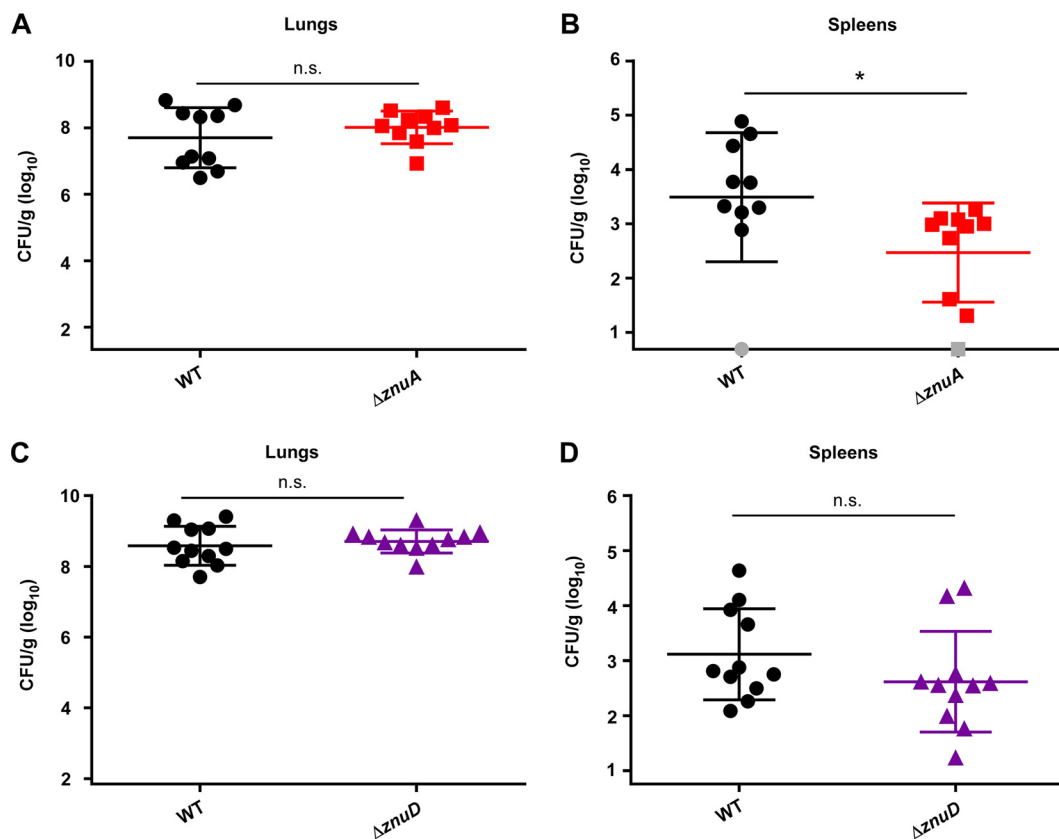 A
Lungs
n.s.
CFU/g (log10)
10
8
6
4
2
WT
ΔznuA
B
Spleens
*
CFU/g (log10)
6
5
4
3
2
1
WT
ΔznuA
C
Lungs
n.s.
CFU/g (log10)
10
8
6
4
2
WT
ΔznuD
D
Spleens
n.s.
CFU/g (log10)
6
5
4
3
2
1
WT
ΔznuD